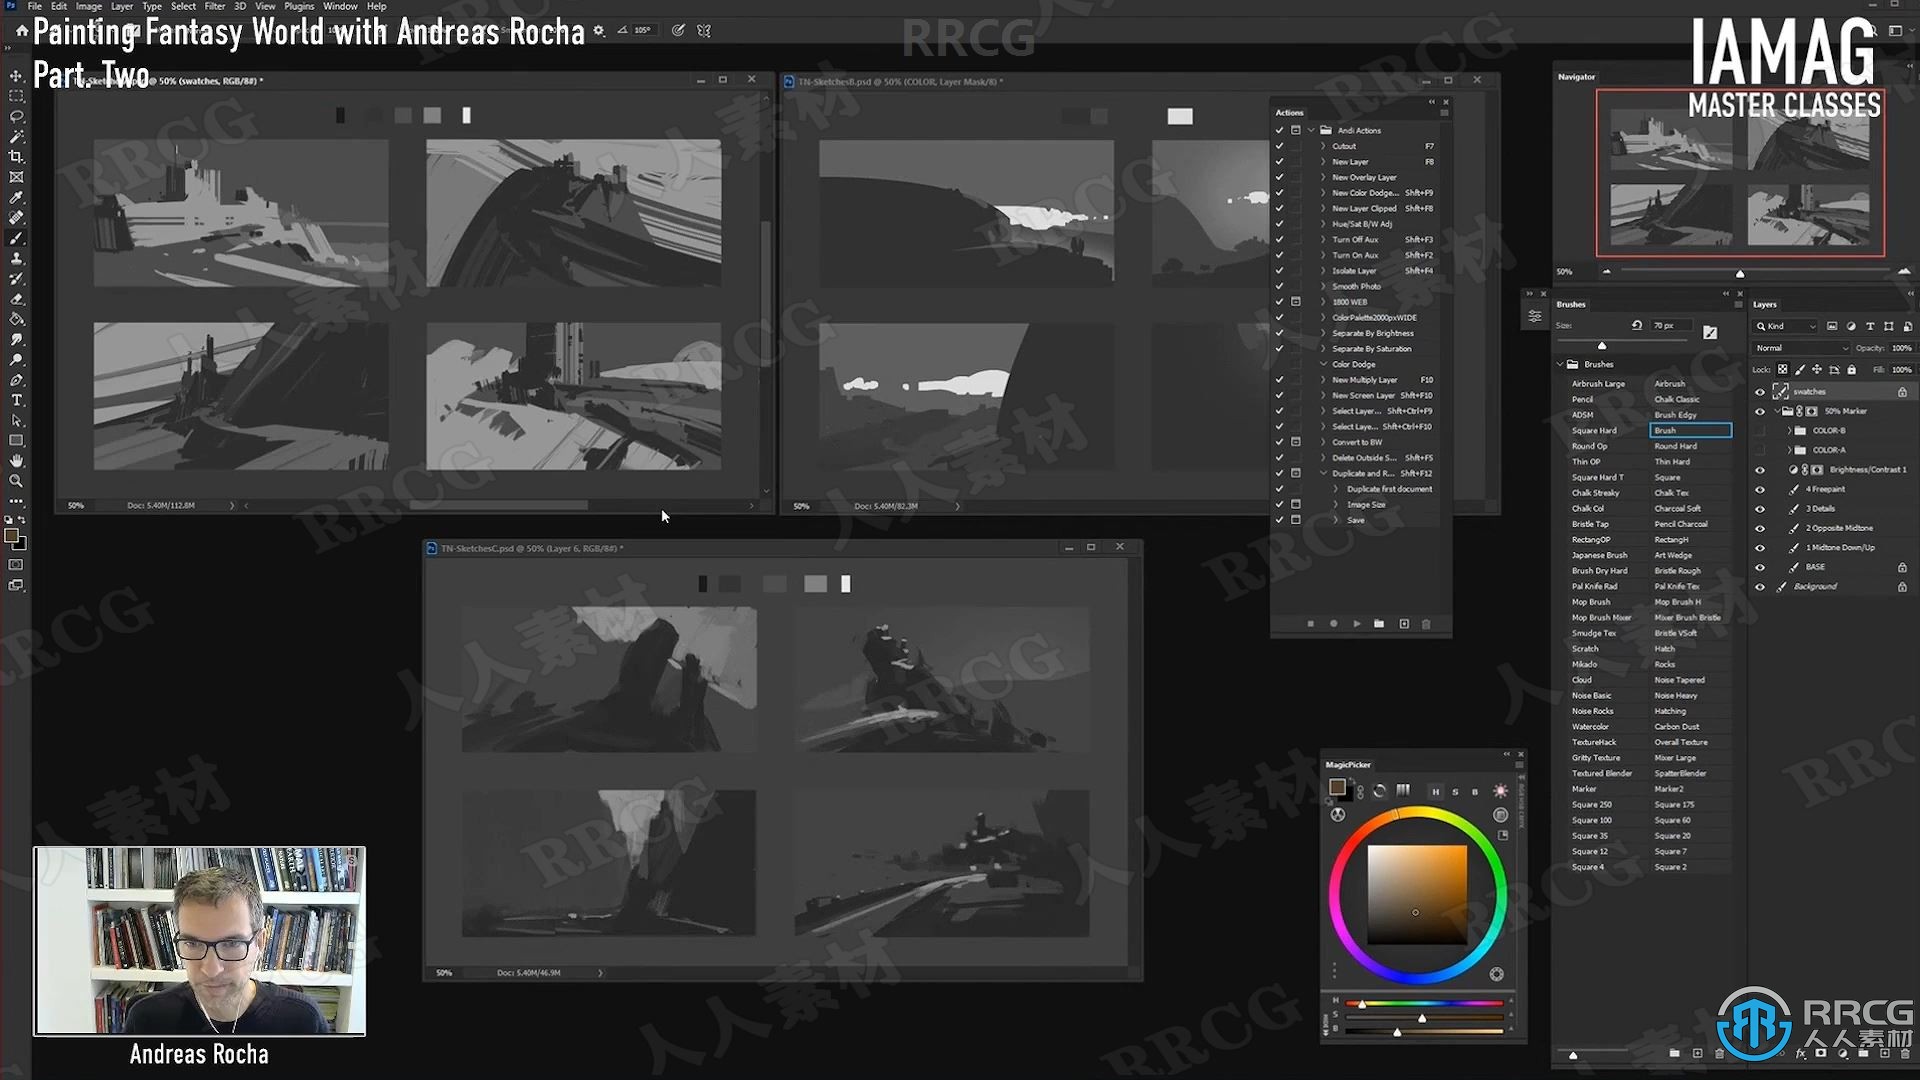 File Edit Image Layer Type Select Filter 3D View Plugins Window Help
Painting Fantasy World with Andreas Rocha
Part. Two
105°
RRCG
IAMAG
MASTER CLASSES
@ 50% (swatches, RGB/8#) *
TN-SketchesB.psd @ 50% (COLOR, Layer Mask/8) *
50%
Doc: 5.40M/112.8M
50%
Doc: 5.40M/82.3M
TN-SketchesC.psd @ 50% (Layer 6, RGB/8#) *
50%
Doc: 5.40M/46.9M
Actions
Andi Actions
Cutout F7
New Layer F8
New Overlay Layer
New Color Dodge... Shft+F9
New Layer Clipped Shft+F8
Hue/Sat B/W Adj
Turn Off Aux Shft+F3
Turn On Aux Shft+F2
Isolate Layer Shft+F4
Smooth Photo
1800 WEB
ColorPalette2000pxWIDE
Separate By Brightness
Separate By Saturation
Color Dodge
New Multiply Layer F10
New Screen Layer Shft+F10
Select Layer... Shft+Ctrl+F9
Select Laye... Shft+Ctrl+F10
Convert to BW
Delete Outside S... Shft+F5
Duplicate and R... Shft+F12
Duplicate first document
Image Size
Save
MagicPicker
H S B
H
S
B
Navigator
50%
Brushes
Size: 70 px
Brushes
Airbrush Large Airbrush
Pencil Chalk Classic
ADSM Brush Edgy
Square Hard Brush
Round Op Round Hard
Thin OP Thin Hard
Square Hard T Square
Chalk Streaky Chalk Tex
Chalk Col Charcoal Soft
Bristle Tap Pencil Charcoal
RectangOP RectangH
Japanese Brush Art Wedge
Brush Dry Hard Bristle Rough
Pal Knife Rad Pal Knife Tex
Mop Brush Mop Brush H
Mop Brush Mixer Mixer Brush Bristle
Smudge Tex Bristle VSoft
Scratch Hatch
Mikado Rocks
Cloud Noise Tapered
Noise Basic Noise Heavy
Noise Rocks Hatching
Watercolor Carbon Dust
TextureHack Overall Texture
Gritty Texture Mixer Large
Textured Blender SpatterBlender
Marker Marker2
Square 250 Square 175
Square 100 Square 60
Square 35 Square 20
Square 12 Square 7
Square 4 Square 2
Layers
Kind
Normal Opacity: 100%
Lock: Fill: 100%
swatches
50% Marker
COLOR-B
COLOR-A
Brightness/Contrast 1
4 Freepaint
3 Details
2 Opposite Midtone
1 Midtone Down/Up
BASE
Background
Andreas Rocha
RRCG
人人素材